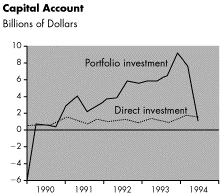 Capital Account
Billions of Dollars
10
8
Portfolio investment
6
4
Direct investment
2
0
-2
-4
-6
1990 1991 1992 1993 1994